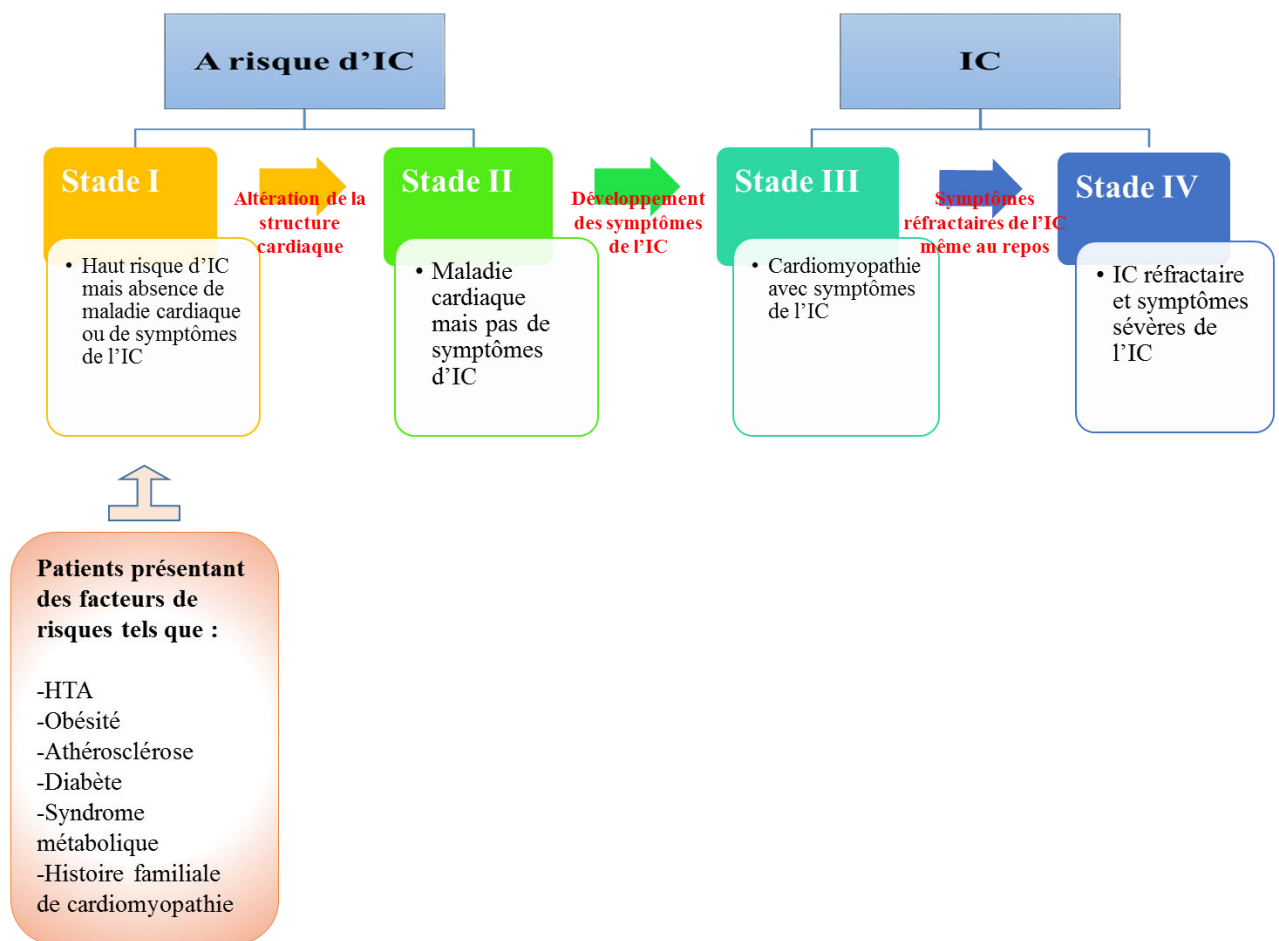 A risque d'IC
IC
Stade I
Altération de la
structure
cardiaque
Stade II
Développement
des symptômes
de l'IC
Stade III
Symptômes
réfractaires de l'IC
même au repos
Stade IV
• Haut risque d'IC
mais absence de
maladie cardiaque
ou de symptômes
de l'IC
• Maladie
cardiaque
mais pas de
symptômes
d'IC
• Cardiomyopathie
avec symptômes
de l'IC
• IC réfractaire
et symptômes
sévères de
l'IC
Patients présentant
des facteurs de
risques tels que :
-HTA
-Obésité
-Athérosclérose
-Diabète
-Syndrome
métabolique
-Histoire familiale
de cardiomyopathie